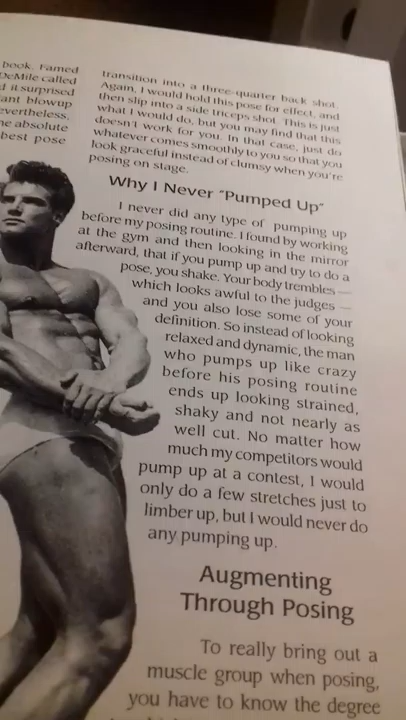 book. Famed
DeMile called
d it surprised
ant blowup
evertheless,
he absolute
best pose
transition into a three-quarter back shot.
Again, I would hold this pose for effect, and
then slip into a side triceps shot. This is just
what I would do, but you may find that this
doesn't work for you. In that case, just do
whatever comes smoothly to you so that you
look graceful instead of clumsy when you're
posing on stage.
Why I Never "Pumped Up"
I never did any type of pumping up
before my posing routine. I found by working
at the gym and then looking in the mirror
afterward, that if you pump up and try to do a
pose, you shake. Your body trembles —
which looks awful to the judges —
and you also lose some of your
definition. So instead of looking
relaxed and dynamic, the man
who pumps up like crazy
before his posing routine
ends up looking strained,
shaky and not nearly as
well cut. No matter how
much my competitors would
pump up at a contest, I would
only do a few stretches just to
limber up, but I would never do
any pumping up.
Augmenting
Through Posing
To really bring out a
muscle group when posing,
you have to know the degree